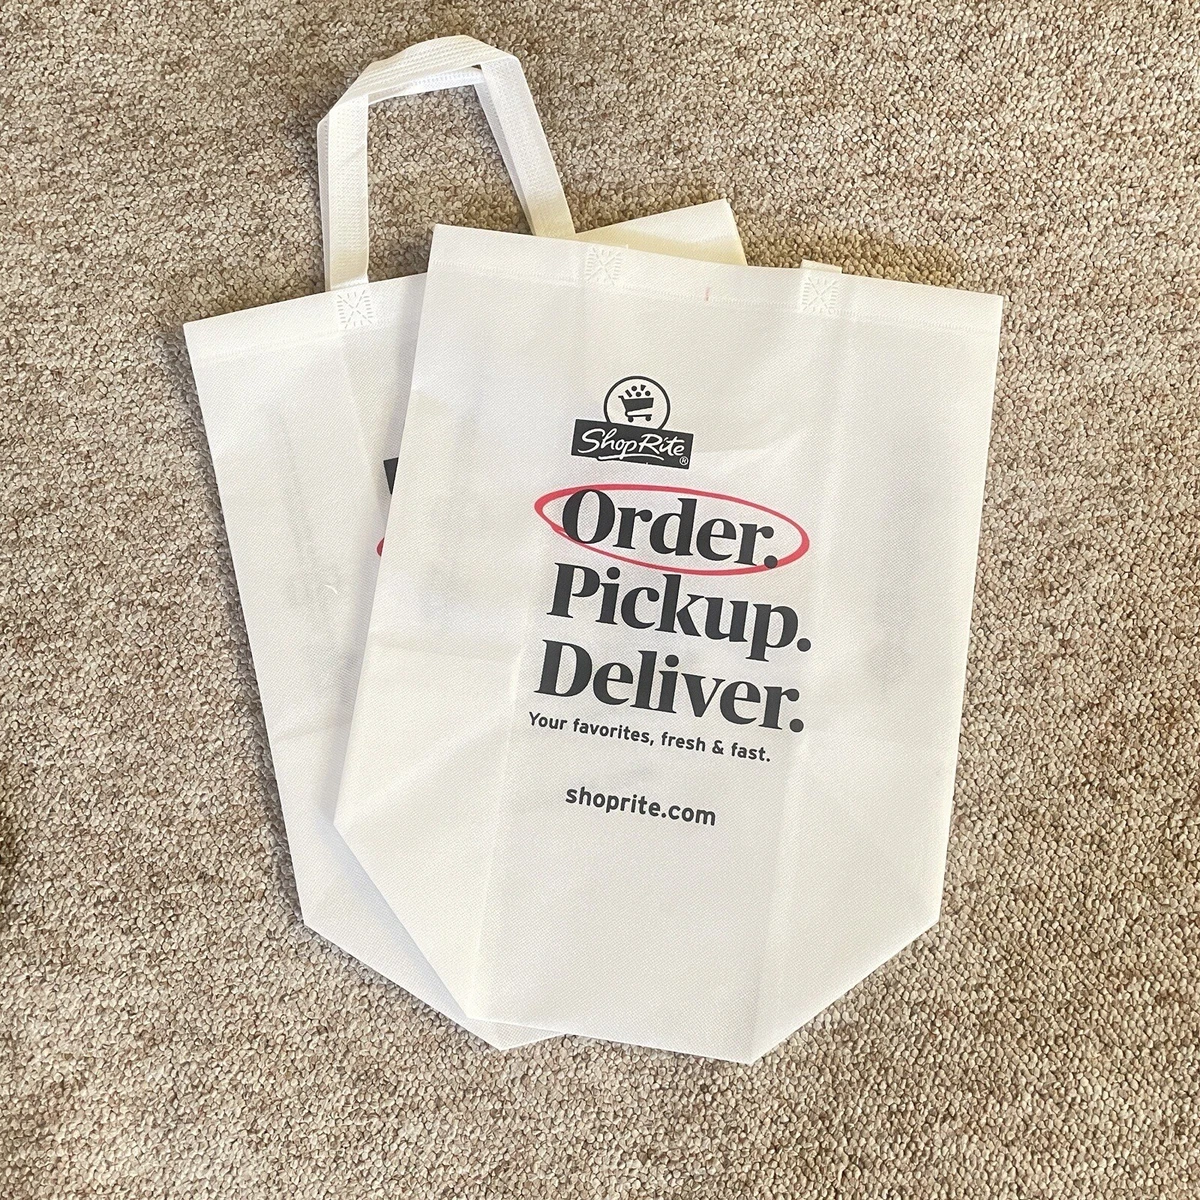 ShopRite®
Order.
Pickup.
Deliver.
Your favorites, fresh & fast.
shoprite.com